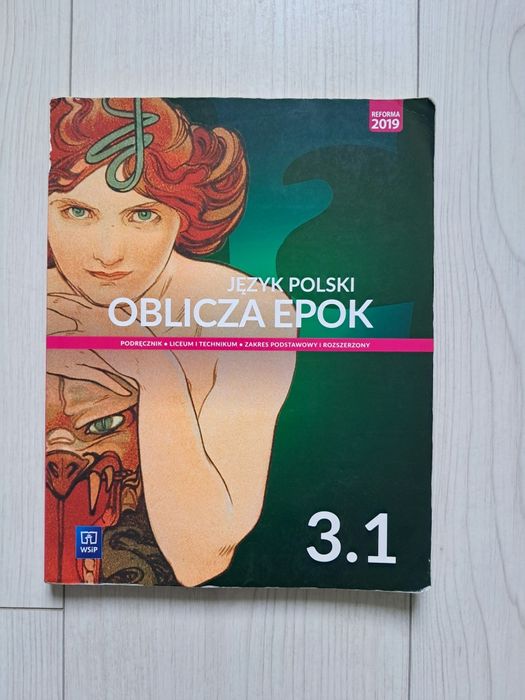 REFORMA
2019
JĘZYK POLSKI
OBLICZA EPOK
PODRĘCZNIK • LICEUM I TECHNIKUM • ZAKRES PODSTAWOWY I ROZSZERZONY
WSiP
3.1